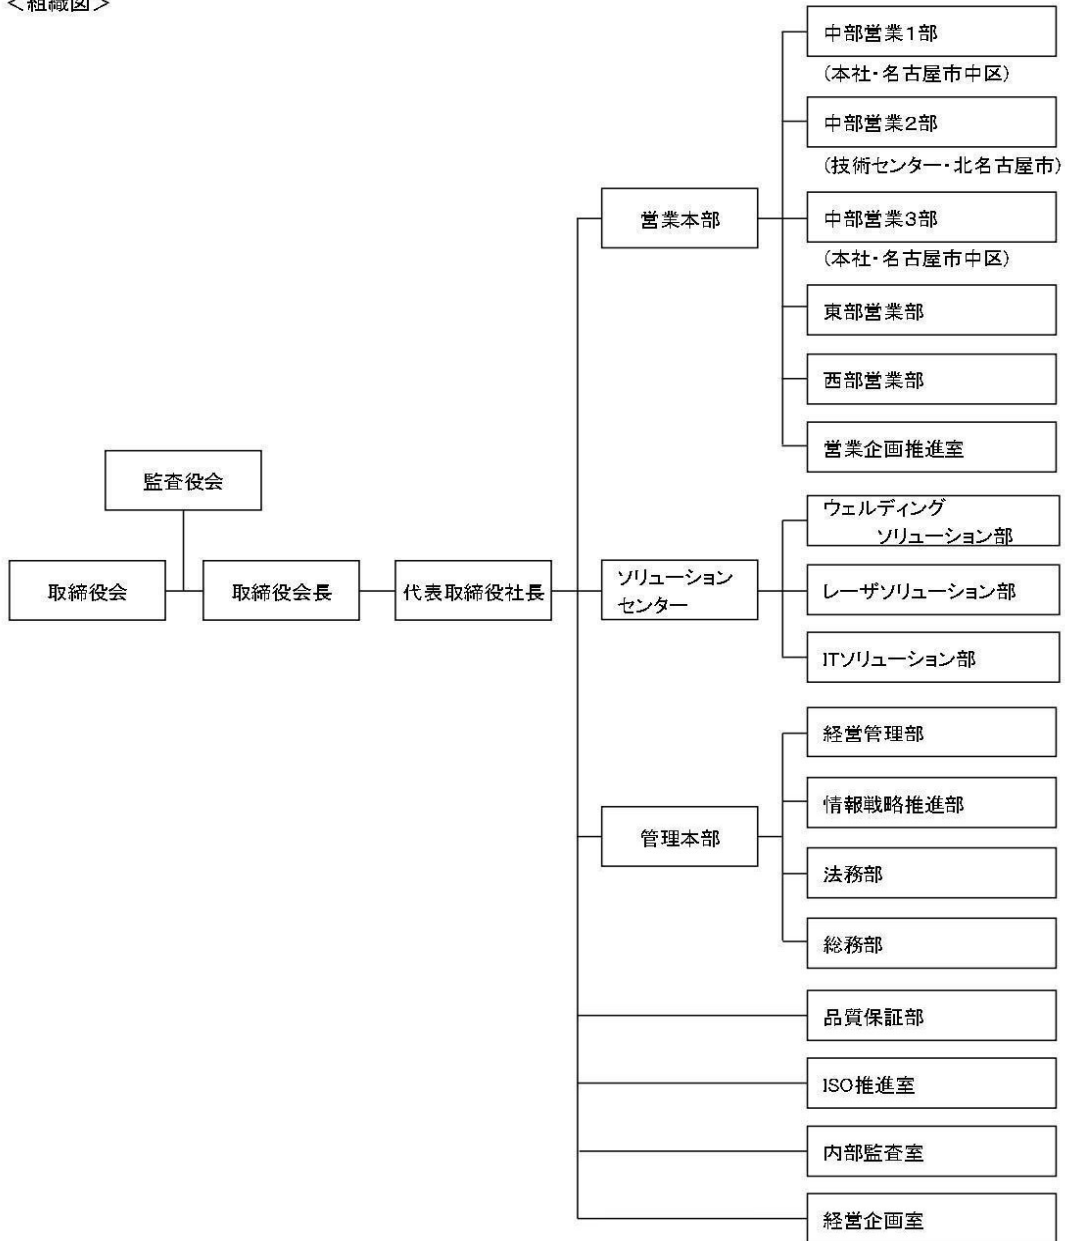 ＜組織図＞
中部営業1部
(本社・名古屋市中区)
中部営業2部
(技術センター・北名古屋市)
営業本部
中部営業3部
(本社・名古屋市中区)
東部営業部
西部営業部
営業企画推進室
監査役会
取締役会
取締役会長
代表取締役社長
ソリューション
センター
ウェルディング
ソリューション部
レーザソリューション部
ITソリューション部
経営管理部
情報戦略推進部
管理本部
法務部
総務部
品質保証部
ISO推進室
内部監査室
経営企画室